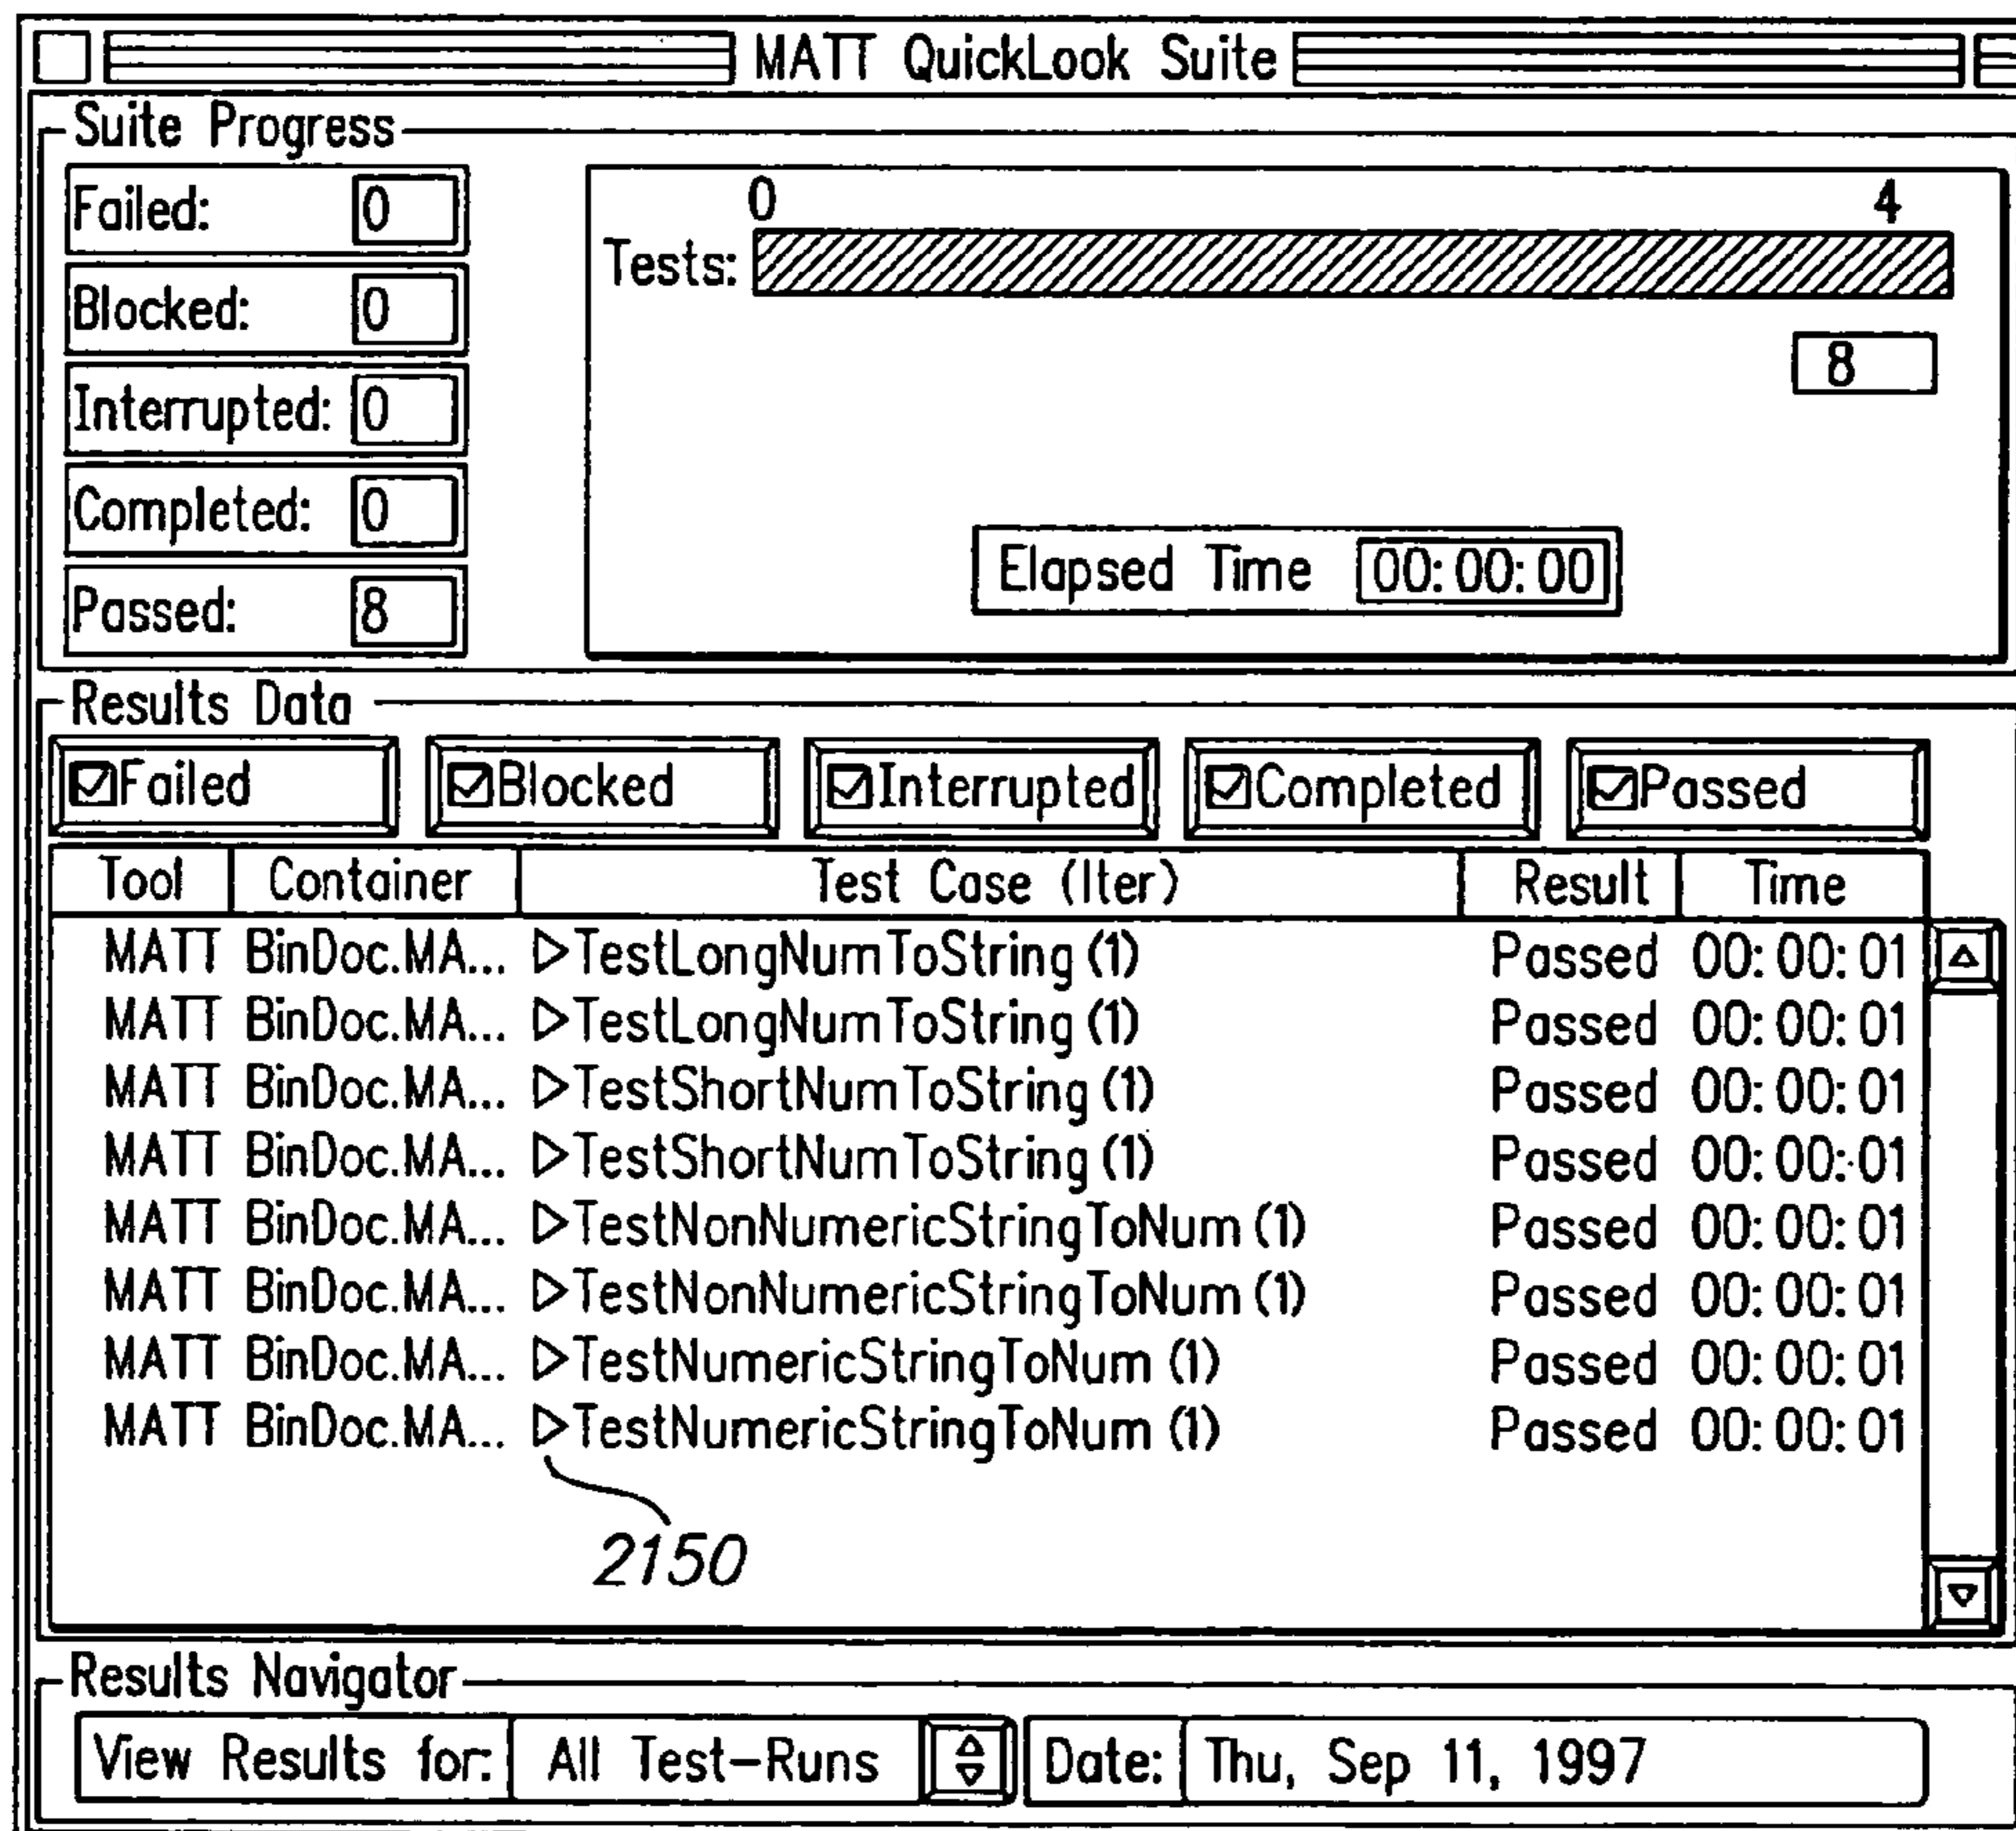 MATT QuickLook Suite
Suite Progress
Failed: 0
Blocked: 0
Interrupted: 0
Completed: 0
Passed: 8
0 4
Tests:
8
Elapsed Time 00:00:00
Results Data
Failed Blocked Interrupted Completed Passed
Tool Container Test Case (Iter) Result Time
MATT BinDoc.MA... TestLongNumToString (1) Passed 00:00:01
MATT BinDoc.MA... TestLongNumToString (1) Passed 00:00:01
MATT BinDoc.MA... TestShortNumToString (1) Passed 00:00:01
MATT BinDoc.MA... TestShortNumToString (1) Passed 00:00:01
MATT BinDoc.MA... TestNonNumericStringToNum (1) Passed 00:00:01
MATT BinDoc.MA... TestNonNumericStringToNum (1) Passed 00:00:01
MATT BinDoc.MA... TestNumericStringToNum (1) Passed 00:00:01
MATT BinDoc.MA... TestNumericStringToNum (1) Passed 00:00:01
2150
Results Navigator
View Results for: All Test-Runs Date: Thu, Sep 11, 1997